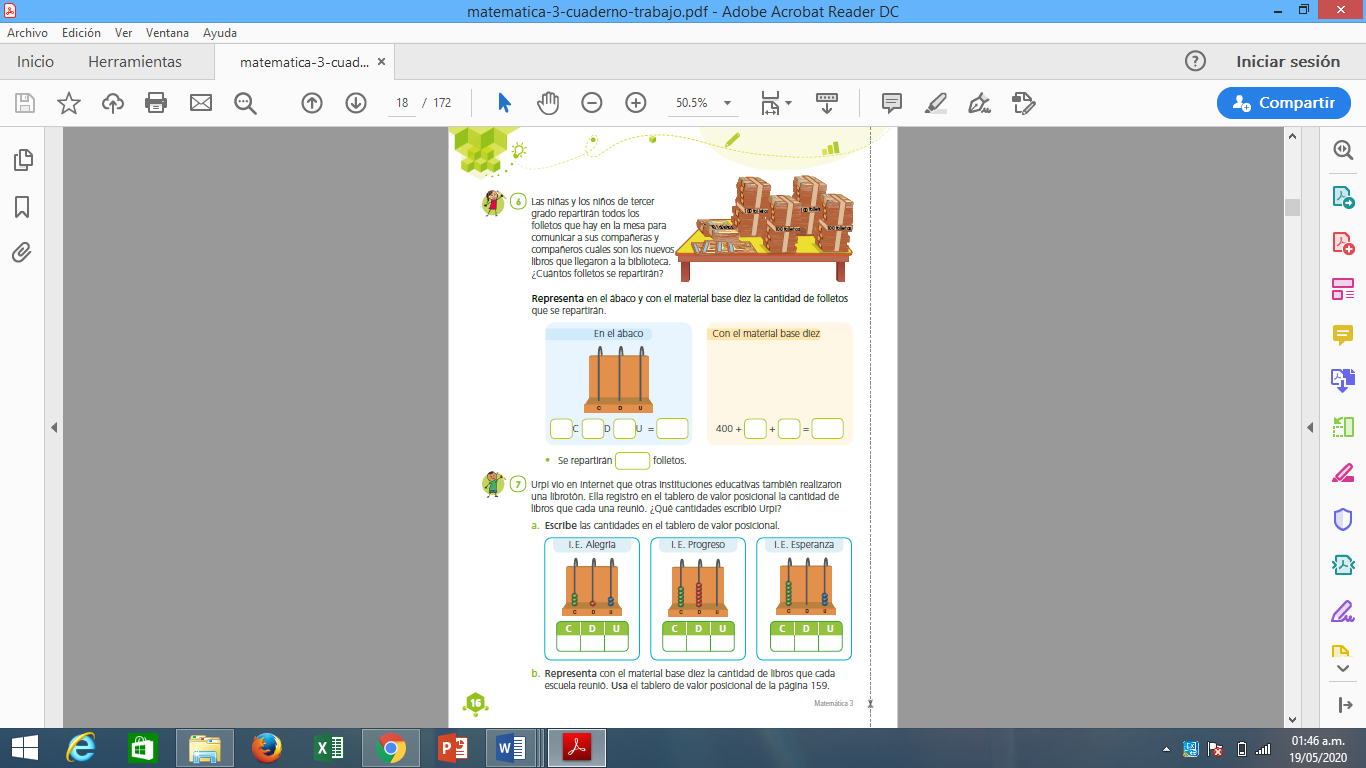 matematica-3-cuaderno-trabajo.pdf - Adobe Acrobat Reader DC
Archivo Edición Ver Ventana Ayuda
Inicio Herramientas matematica-3-cuad... × Iniciar sesión
18 / 172 50.5% Compartir
6 Las niñas y los niños de tercer
grado repartirán todos los
folletos que hay en la mesa para
comunicar a sus compañeras y
compañeros cuáles son los nuevos
libros que llegaron a la biblioteca.
¿Cuántos folletos se repartirán?
100 folletos
100 folletos
Representa en el ábaco y con el material base diez la cantidad de folletos
que se repartirán.
En el ábaco Con el material base diez
C D U
C D U = 400 + + =
• Se repartirán folletos.
7 Urpi vio en internet que otras instituciones educativas también realizaron
una librotón. Ella registró en el tablero de valor posicional la cantidad de
libros que cada una reunió. ¿Qué cantidades escribió Urpi?
a. Escribe las cantidades en el tablero de valor posicional.
I. E. Alegría I. E. Progreso I. E. Esperanza
C D U C D U C D U
C D U C D U C D U
b. Representa con el material base diez la cantidad de libros que cada
escuela reunió. Usa el tablero de valor posicional de la página 159.
16 Matemática 3
01:46 a.m.
19/05/2020